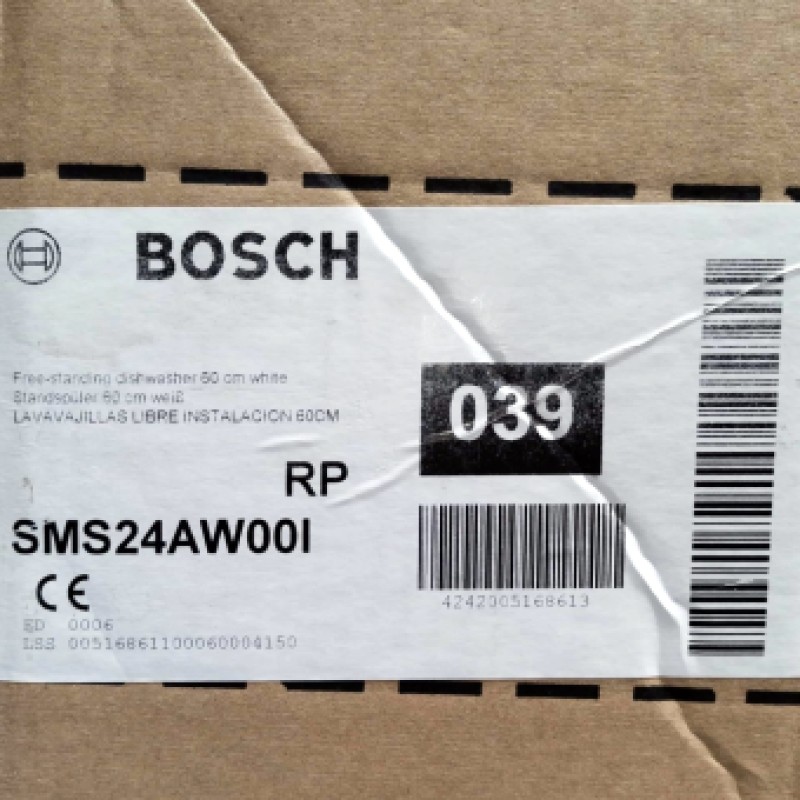 BOSCH
Free-standing dishwasher 60 cm white
Standspüler 60 cm weiß
LAVAVAJILLAS LIBRE INSTALACION 60CM
039
RP
SMS24AW00I
CE
4242005168613
ED 0006
LSS 00516861100060004150